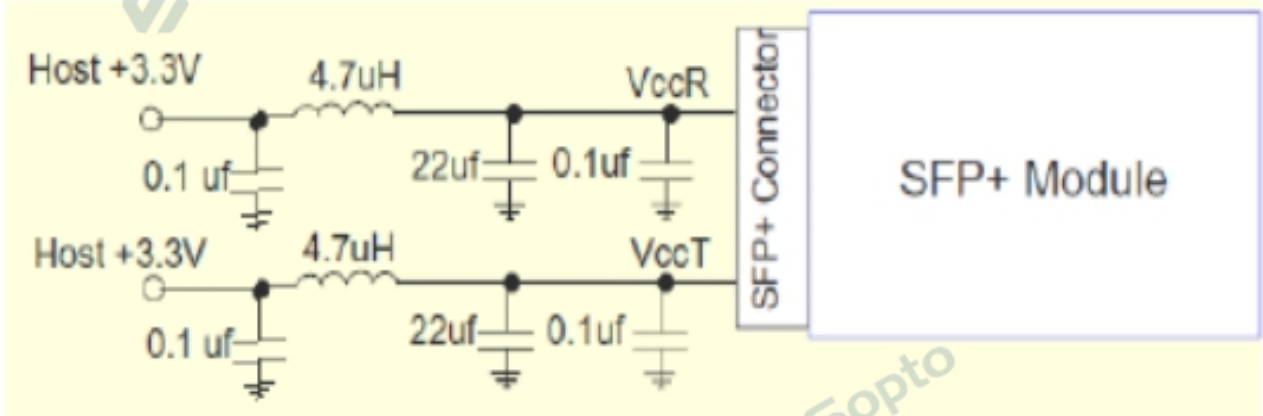 Host +3.3V
4.7uH
VccR
0.1 uf
22uf
0.1uf
Host +3.3V
4.7uH
VccT
0.1 uf
22uf
0.1uf
SFP+ Connector
SFP+ Module
Sopto